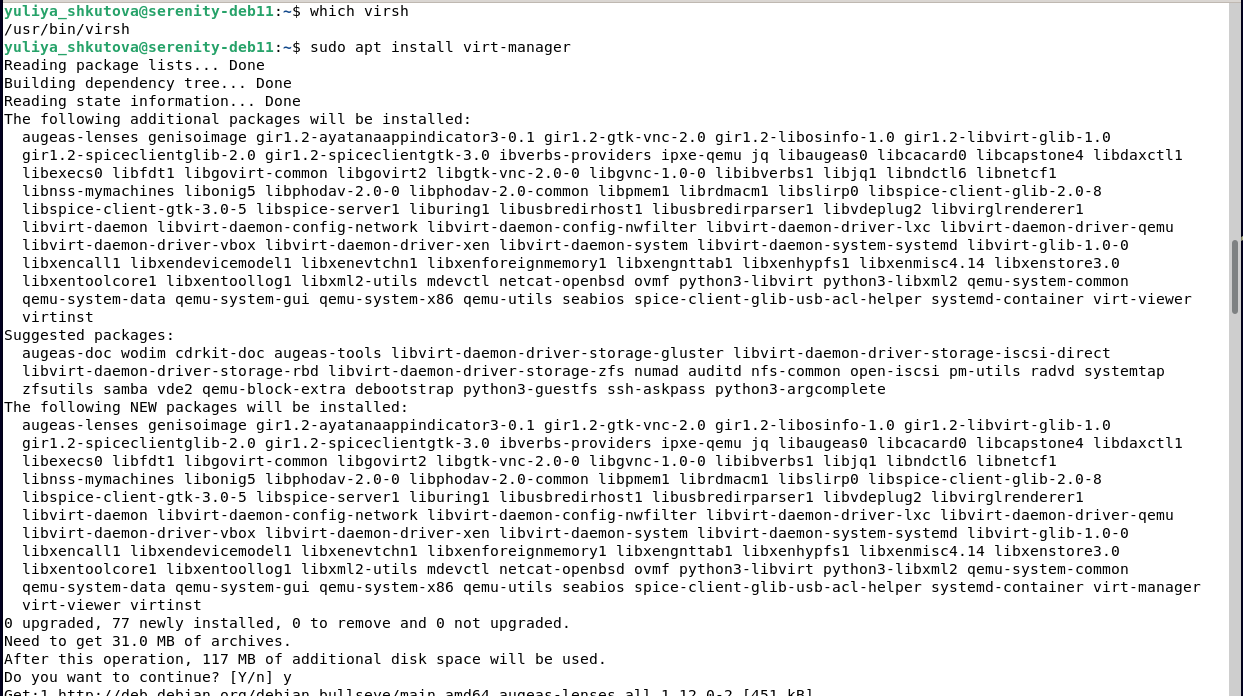 yuliya_shkutova@serenity-deb11:~$ which virsh
/usr/bin/virsh
yuliya_shkutova@serenity-deb11:~$ sudo apt install virt-manager
Reading package lists... Done
Building dependency tree... Done
Reading state information... Done
The following additional packages will be installed:
  augeas-lenses genisoimage gir1.2-ayatanaappindicator3-0.1 gir1.2-gtk-vnc-2.0 gir1.2-libosinfo-1.0 gir1.2-libvirt-glib-1.0
  gir1.2-spiceclientglib-2.0 gir1.2-spiceclientgtk-3.0 ibverbs-providers ipxe-qemu jq libaugeas0 libcacard0 libcapstone4 libdaxctl1
  libexecs0 libfdt1 libgovirt-common libgovirt2 libgtk-vnc-2.0-0 libgvnc-1.0-0 libibverbs1 libjq1 libndctl6 libnetcf1
  libnss-mymachines libonig5 libphodav-2.0-0 libphodav-2.0-common libpmem1 librdmacm1 libslirp0 libspice-client-glib-2.0-8
  libspice-client-gtk-3.0-5 libspice-server1 liburing1 libusbredirhost1 libusbredirparser1 libvdeplug2 libvirglrenderer1
  libvirt-daemon libvirt-daemon-config-network libvirt-daemon-config-nwfilter libvirt-daemon-driver-lxc libvirt-daemon-driver-qemu
  libvirt-daemon-driver-vbox libvirt-daemon-driver-xen libvirt-daemon-system libvirt-daemon-system-systemd libvirt-glib-1.0-0
  libxencall1 libxendevicemodel1 libxenevtchn1 libxenforeignmemory1 libxengnttab1 libxenhypfs1 libxenmisc4.14 libxenstore3.0
  libxentoolcore1 libxentoollog1 libxml2-utils mdevctl netcat-openbsd ovmf python3-libvirt python3-libxml2 qemu-system-common
  qemu-system-data qemu-system-gui qemu-system-x86 qemu-utils seabios spice-client-glib-usb-acl-helper systemd-container virt-viewer
  virtinst
Suggested packages:
  augeas-doc wodim cdrkit-doc augeas-tools libvirt-daemon-driver-storage-gluster libvirt-daemon-driver-storage-iscsi-direct
  libvirt-daemon-driver-storage-rbd libvirt-daemon-driver-storage-zfs numad auditd nfs-common open-iscsi pm-utils radvd systemtap
  zfsutils samba vde2 qemu-block-extra debootstrap python3-guestfs ssh-askpass python3-argcomplete
The following NEW packages will be installed:
  augeas-lenses genisoimage gir1.2-ayatanaappindicator3-0.1 gir1.2-gtk-vnc-2.0 gir1.2-libosinfo-1.0 gir1.2-libvirt-glib-1.0
  gir1.2-spiceclientglib-2.0 gir1.2-spiceclientgtk-3.0 ibverbs-providers ipxe-qemu jq libaugeas0 libcacard0 libcapstone4 libdaxctl1
  libexecs0 libfdt1 libgovirt-common libgovirt2 libgtk-vnc-2.0-0 libgvnc-1.0-0 libibverbs1 libjq1 libndctl6 libnetcf1
  libnss-mymachines libonig5 libphodav-2.0-0 libphodav-2.0-common libpmem1 librdmacm1 libslirp0 libspice-client-glib-2.0-8
  libspice-client-gtk-3.0-5 libspice-server1 liburing1 libusbredirhost1 libusbredirparser1 libvdeplug2 libvirglrenderer1
  libvirt-daemon libvirt-daemon-config-network libvirt-daemon-config-nwfilter libvirt-daemon-driver-lxc libvirt-daemon-driver-qemu
  libvirt-daemon-driver-vbox libvirt-daemon-driver-xen libvirt-daemon-system libvirt-daemon-system-systemd libvirt-glib-1.0-0
  libxencall1 libxendevicemodel1 libxenevtchn1 libxenforeignmemory1 libxengnttab1 libxenhypfs1 libxenmisc4.14 libxenstore3.0
  libxentoolcore1 libxentoollog1 libxml2-utils mdevctl netcat-openbsd ovmf python3-libvirt python3-libxml2 qemu-system-common
  qemu-system-data qemu-system-gui qemu-system-x86 qemu-utils seabios spice-client-glib-usb-acl-helper systemd-container virt-manager
  virt-viewer virtinst
0 upgraded, 77 newly installed, 0 to remove and 0 not upgraded.
Need to get 31.0 MB of archives.
After this operation, 117 MB of additional disk space will be used.
Do you want to continue? [Y/n] y
Get:1 http://deb.debian.org/debian bullseye/main amd64 augeas-lenses all 1.12.0-2 [451 kB]